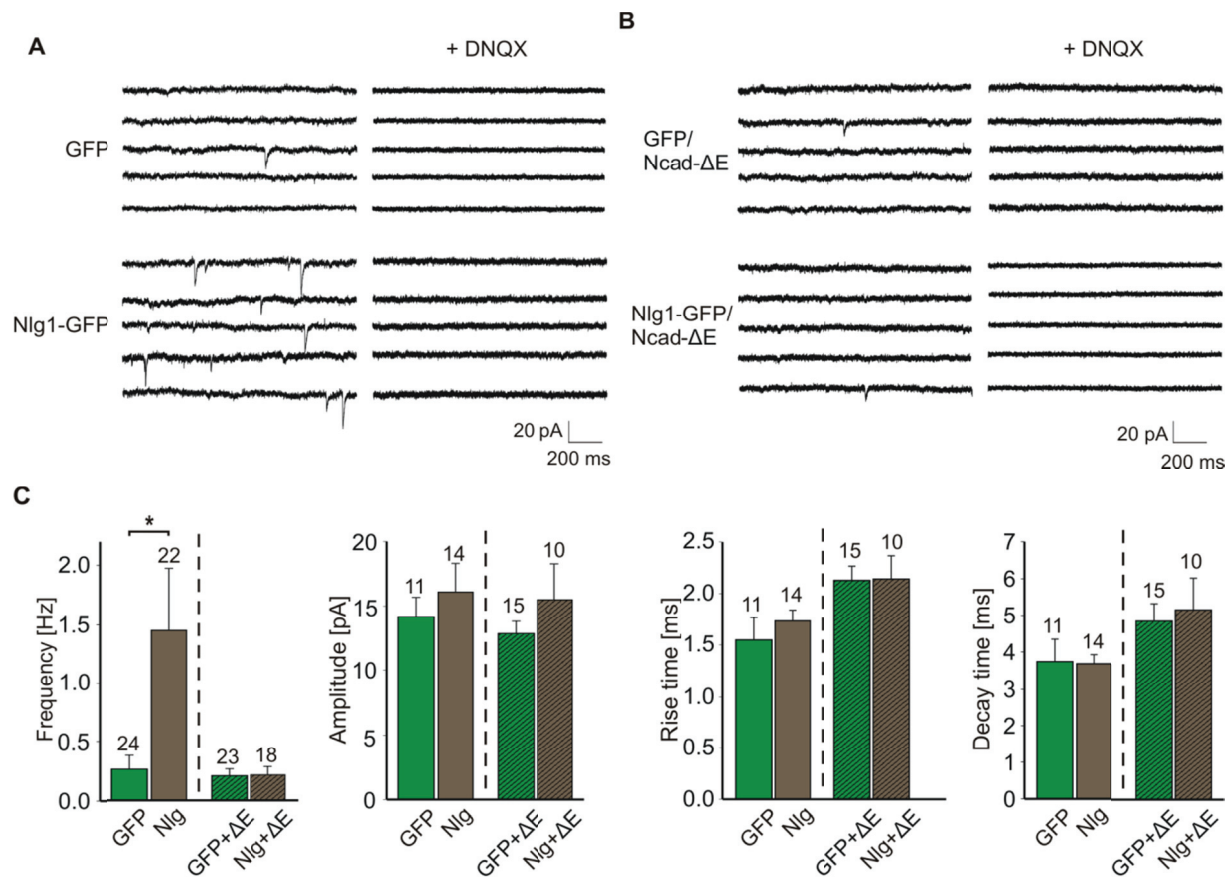 A
+ DNQX
GFP
Nlg1-GFP
20 pA
200 ms
B
+ DNQX
GFP/
Ncad-ΔE
Nlg1-GFP/
Ncad-ΔE
20 pA
200 ms
C
Frequency [Hz]
2.0
1.5
1.0
0.5
0.0
*
24
22
23
18
GFP
Nlg
GFP+ΔE
Nlg+ΔE
Amplitude [pA]
20
15
10
5
0
11
14
15
10
GFP
Nlg
GFP+ΔE
Nlg+ΔE
Rise time [ms]
2.5
2.0
1.5
1.0
0.5
0.0
11
14
15
10
GFP
Nlg
GFP+ΔE
Nlg+ΔE
Decay time [ms]
7
6
5
4
3
2
1
0
11
14
15
10
GFP
Nlg
GFP+ΔE
Nlg+ΔE